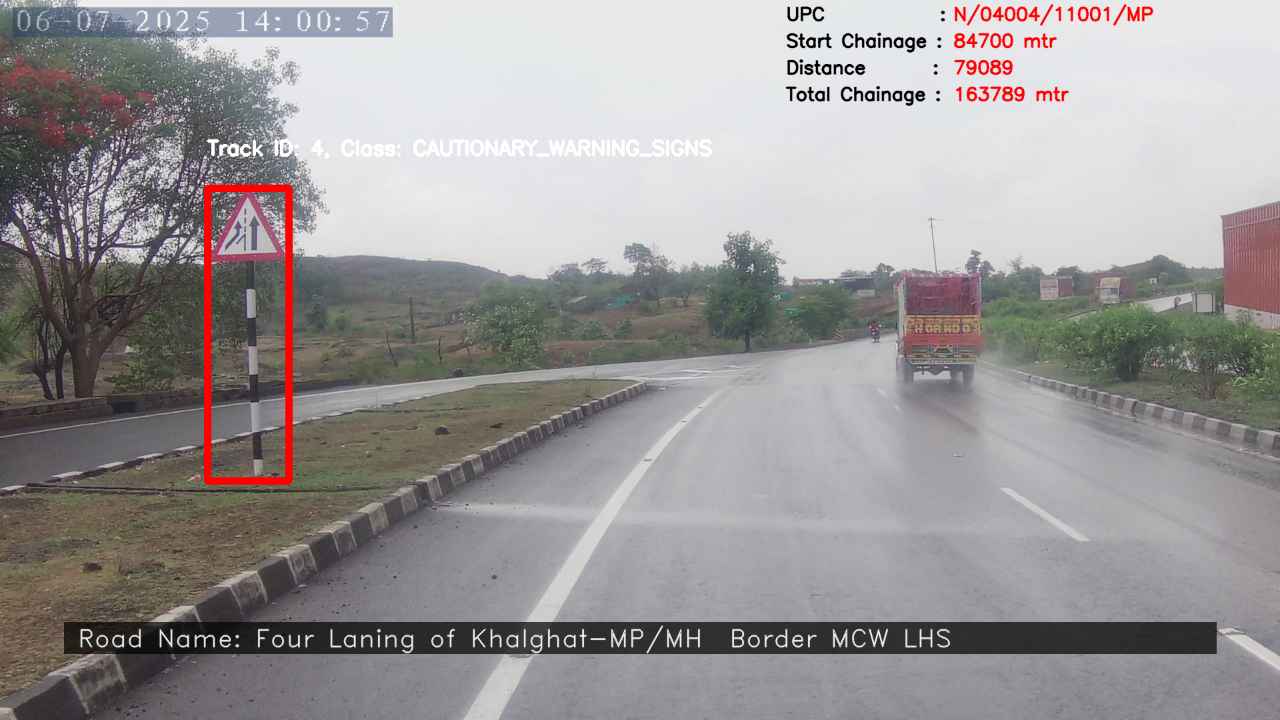 06-07-2025 14:00:57
UPC : N/04004/11001/MP
Start Chainage : 84700 mtr
Distance : 79089
Total Chainage : 163789 mtr
Track ID: 4, Class: CAUTIONARY_WARNING_SIGNS
Road Name: Four Laning of Khalghat-MP/MH Border MCW LHS